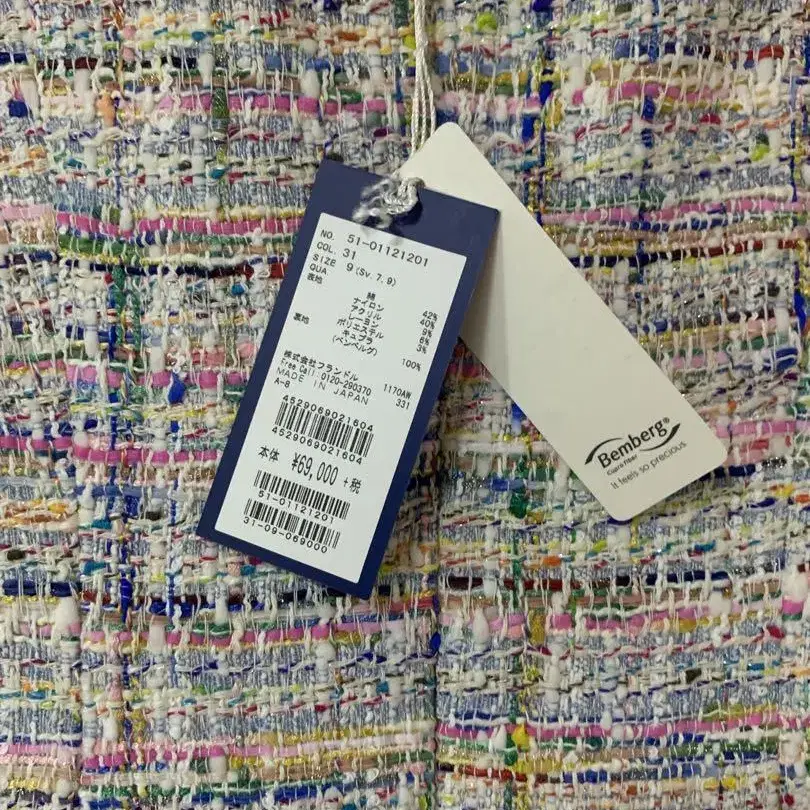 NO. 51-01121201
COL. 31
SIZE 9(Sv.7.9)
QUA
表地
綿 42%
ナイロン 40%
アクリル 9%
レーヨン 6%
ポリエステル 3%
裏地 キュプラ
(ベンベルグ) 100%
株式会社フランドル
Free Call:0120-290370 1170AW
MADE IN JAPAN 331
A-8
4529069021604
4529069021604
本体 ¥69,000 +税
51-01121201
31-09-069000
Bemberg®
Cupro fiber
It feels so precious.